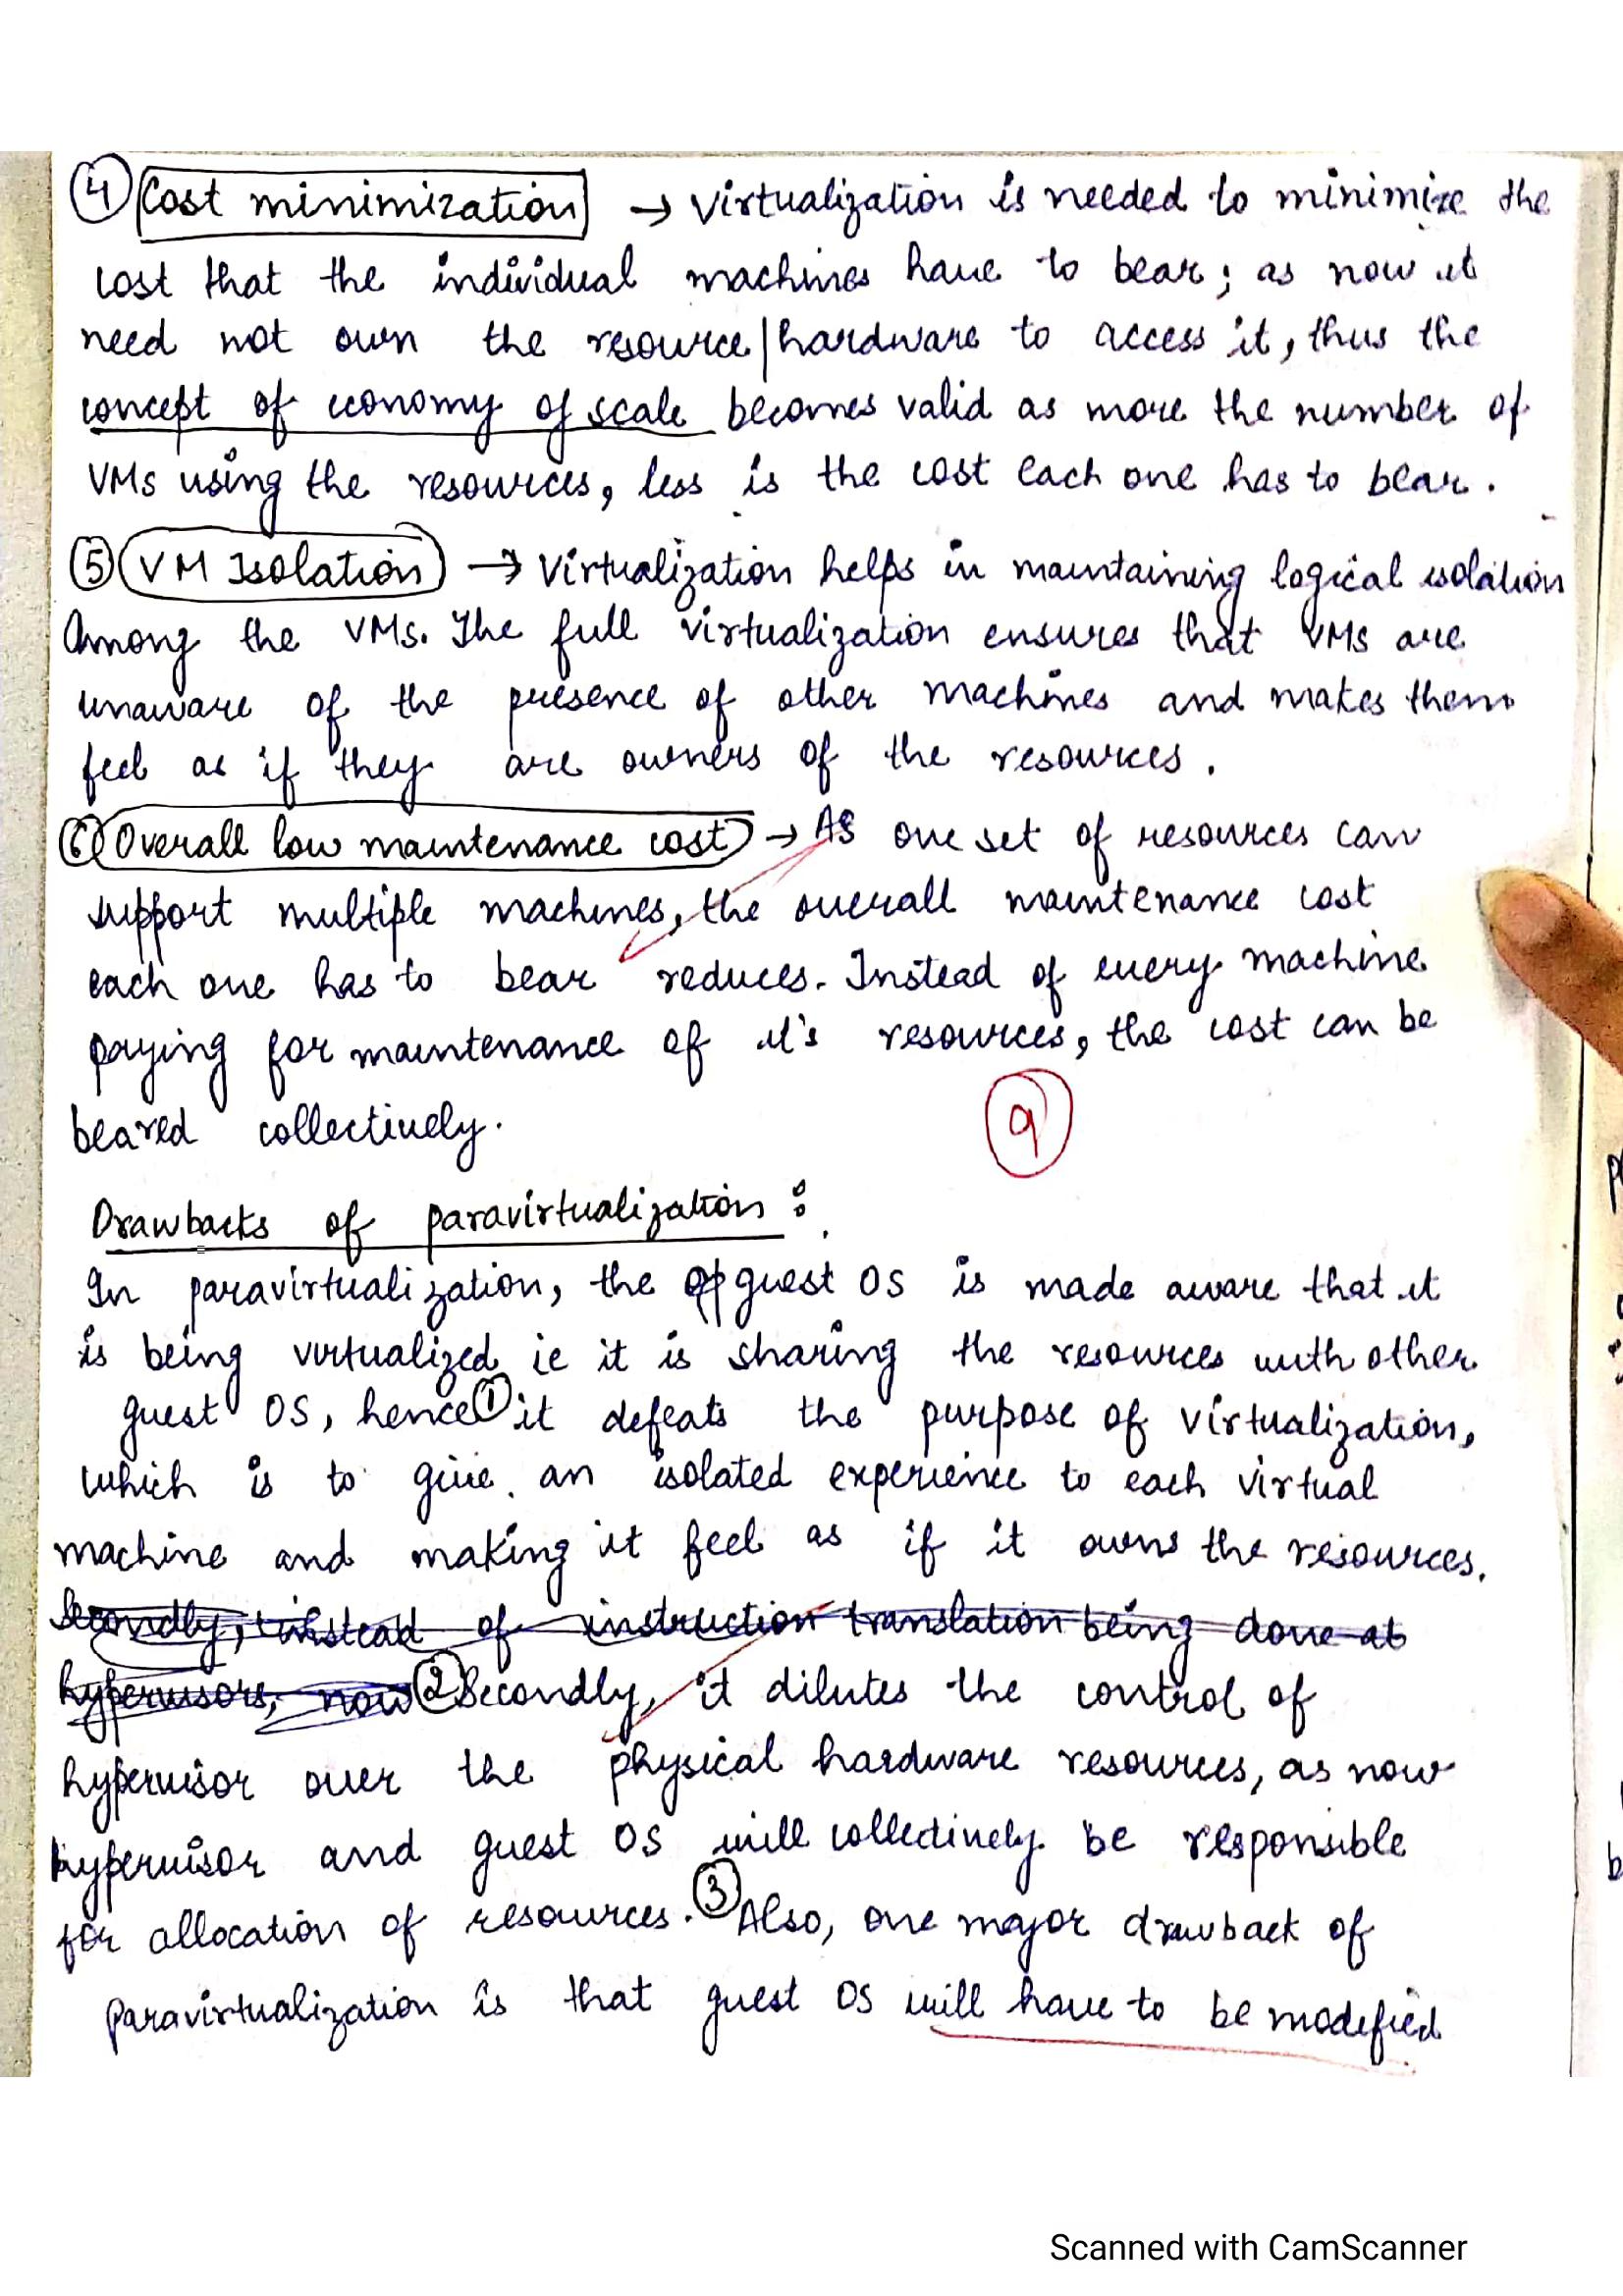 ④ Cost minimization → Virtualization is needed to minimize the
cost that the individual machines have to bear; as now it
need not own the resource/hardware to access it, thus the
concept of economy of scale becomes valid as more the number of
VMs using the resources, less is the cost each one has to bear.
⑤ VM Isolation → Virtualization helps in maintaining logical isolation
Among the VMs. The full virtualization ensures that VMs are
unaware of the presence of other machines and makes them
feel as if they are owners of the resources.
⑥ Overall low maintenance cost → As one set of resources can
support multiple machines, the overall maintenance cost
each one has to bear reduces. Instead of every machine
paying for maintenance of it's resources, the cost can be
beared collectively.
9
Drawbacks of paravirtualization :
In paravirtualization, the guest OS is made aware that it
is being virtualized ie it is sharing the resources with other
guest OS, hence ① it defeats the purpose of virtualization,
which is to give an isolated experience to each virtual
machine and making it feel as if it owns the resources.
Secondly, instead of instruction translation being done at
hypervisors, now ② Secondly, it dilutes the control of
hypervisor over the physical hardware resources, as now
hypervisor and guest OS will collectively be responsible
for allocation of resources. ③ Also, one major drawback of
paravirtualization is that guest OS will have to be modified
Scanned with CamScanner